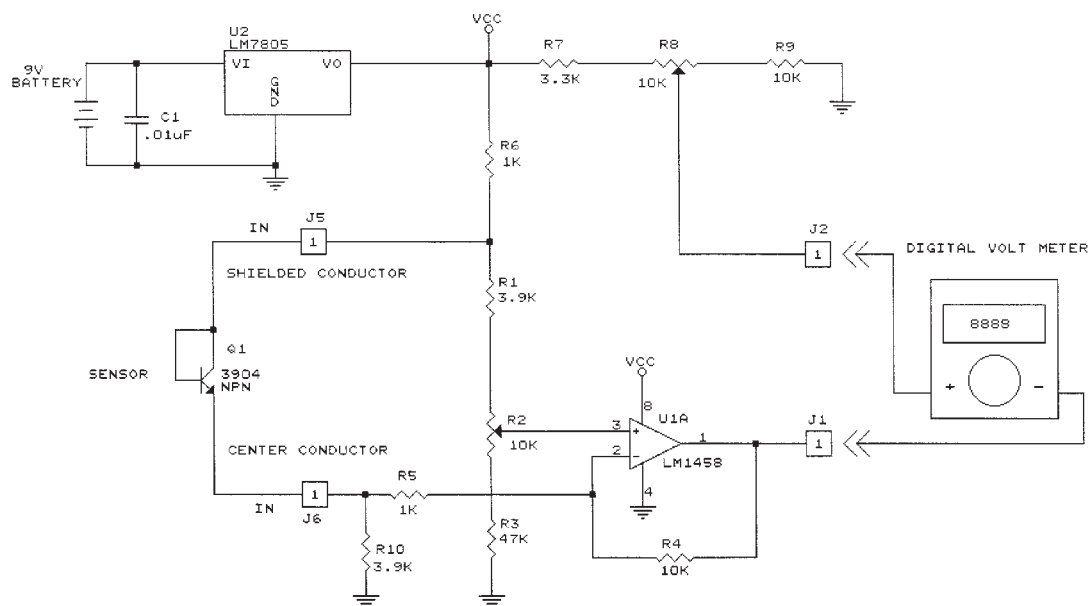 VCC
U2
LM7805
VI
VO
GND
9V
BATTERY
C1
.01uF
R7
3.3K
R8
10K
R9
10K
R6
1K
IN
J5
1
SHIELDED CONDUCTOR
R1
3.9K
J2
1
DIGITAL VOLT METER
8888
+
-
SENSOR
Q1
3904
NPN
VCC
8
U1A
R2
10K
3
+
2
-
1
LM1458
4
J1
1
CENTER CONDUCTOR
IN
1
J6
R5
1K
R3
47K
R10
3.9K
R4
10K